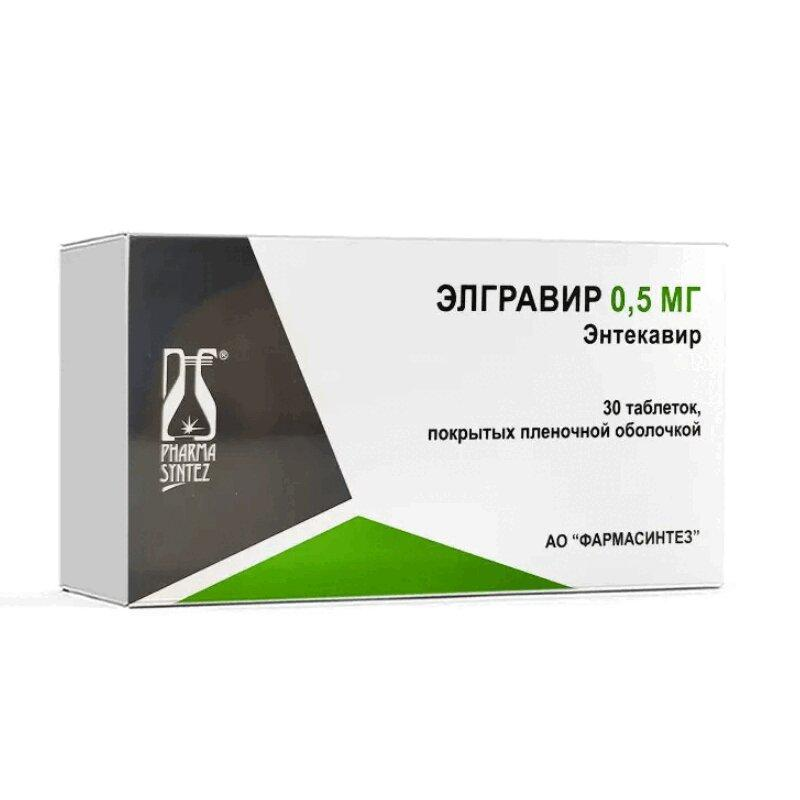 ЭЛГРАВИР 0,5 МГ
Энтекавир
30 таблеток,
покрытых пленочной оболочкой
АО “ФАРМАСИНТЕЗ”
®
PHARMA
SYNTEZ